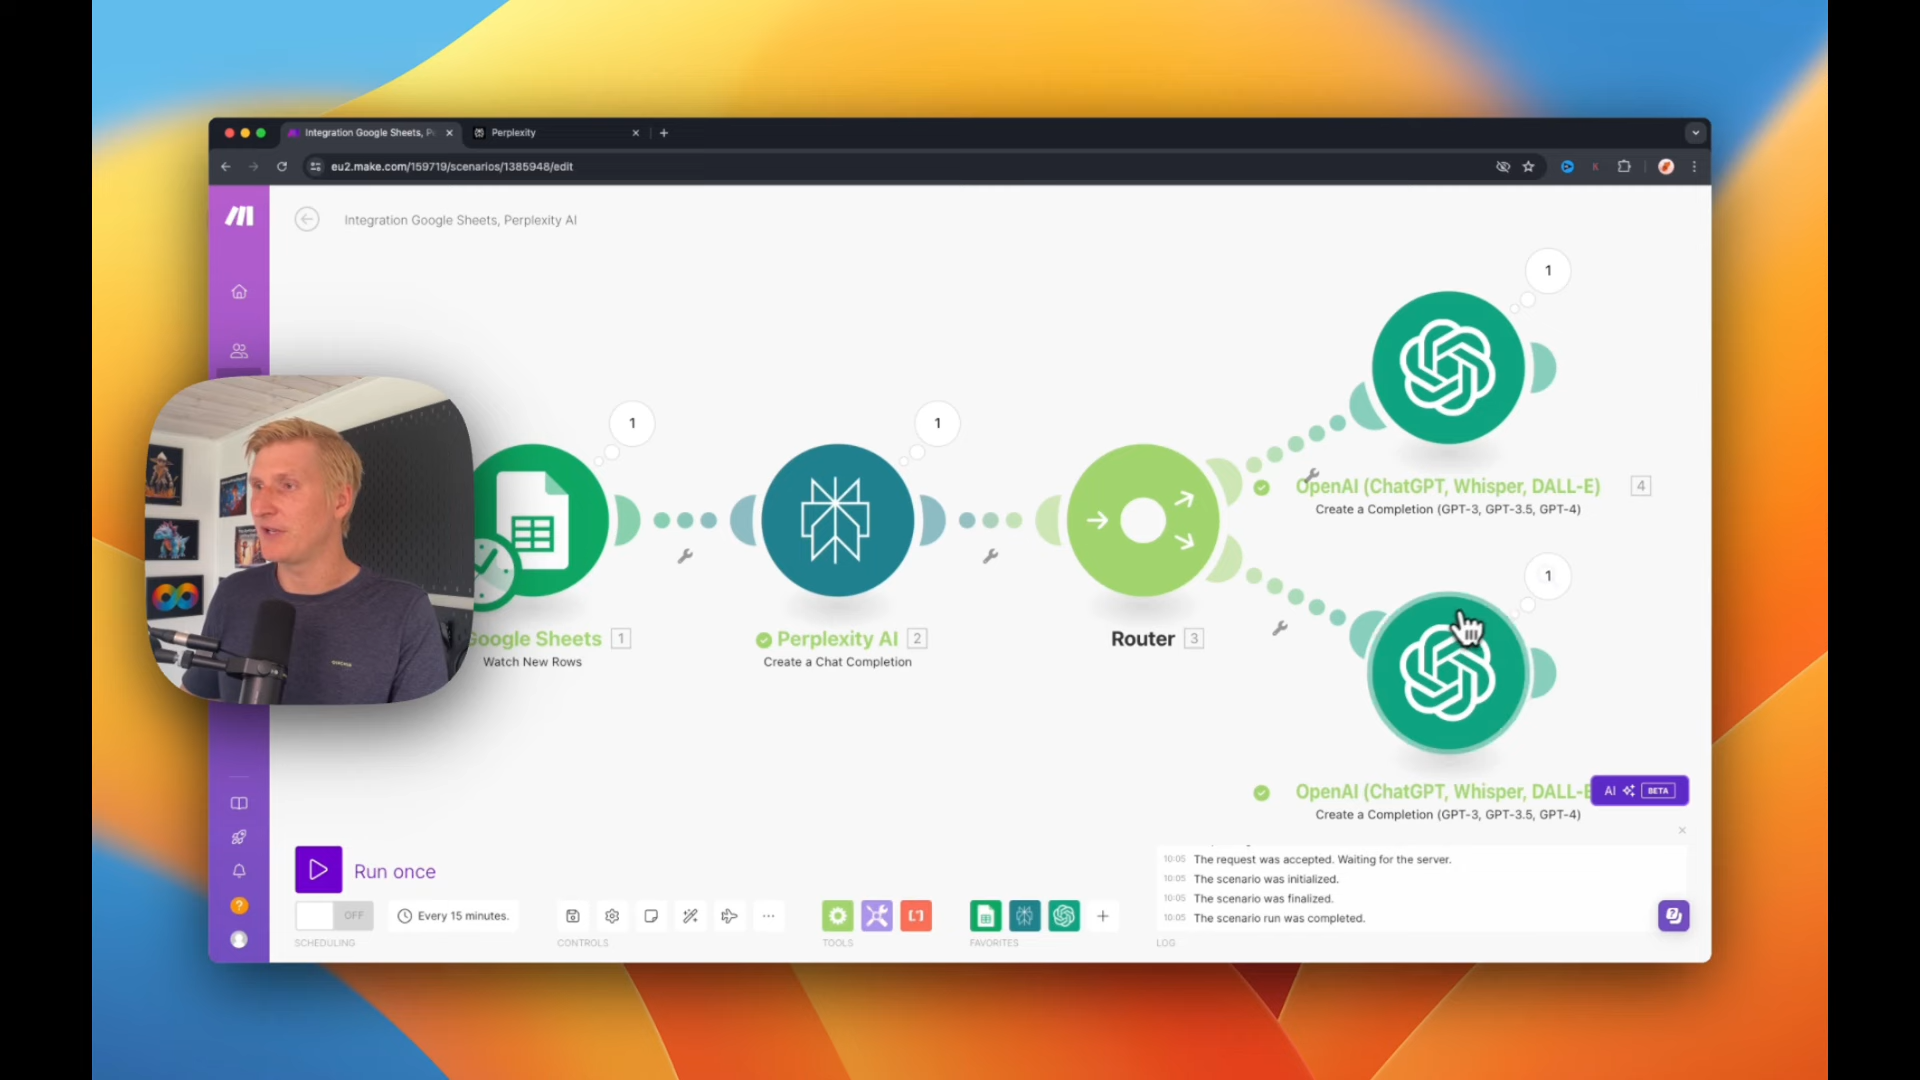 Integration Google Sheets, P
Perplexity
eu2.make.com/159719/scenarios/1385948/edit
Integration Google Sheets, Perplexity AI
1
1
1
OpenAI (ChatGPT, Whisper, DALL-E) 4
Create a Completion (GPT-3, GPT-3.5, GPT-4)
1
Google Sheets 1
Watch New Rows
Perplexity AI 2
Create a Chat Completion
Router 3
OpenAI (ChatGPT, Whisper, DALL-E
Create a Completion (GPT-3, GPT-3.5, GPT-4)
AI BETA
Run once
10:05 The request was accepted. Waiting for the server.
10:05 The scenario was initialized.
10:05 The scenario was finalized.
10:05 The scenario run was completed.
OFF
Every 15 minutes.
SCHEDULING
CONTROLS
TOOLS
FAVORITES
LOG